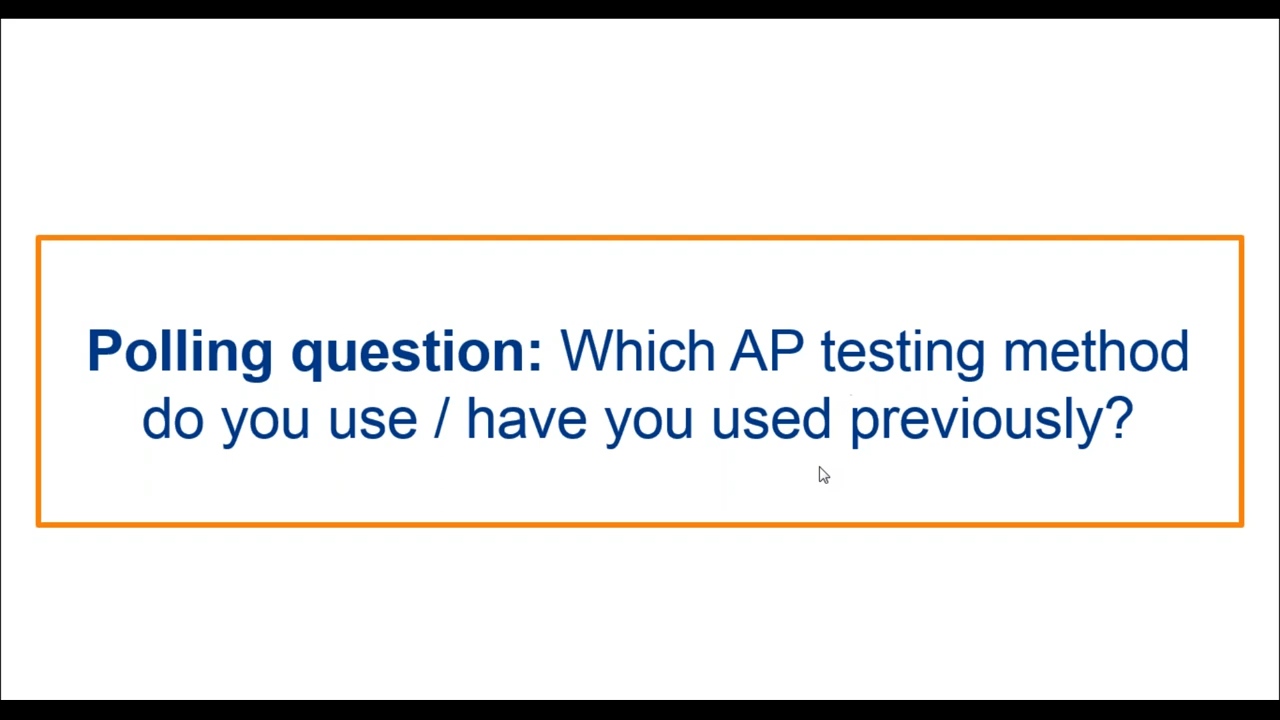 Polling question: Which AP testing method
do you use / have you used previously?